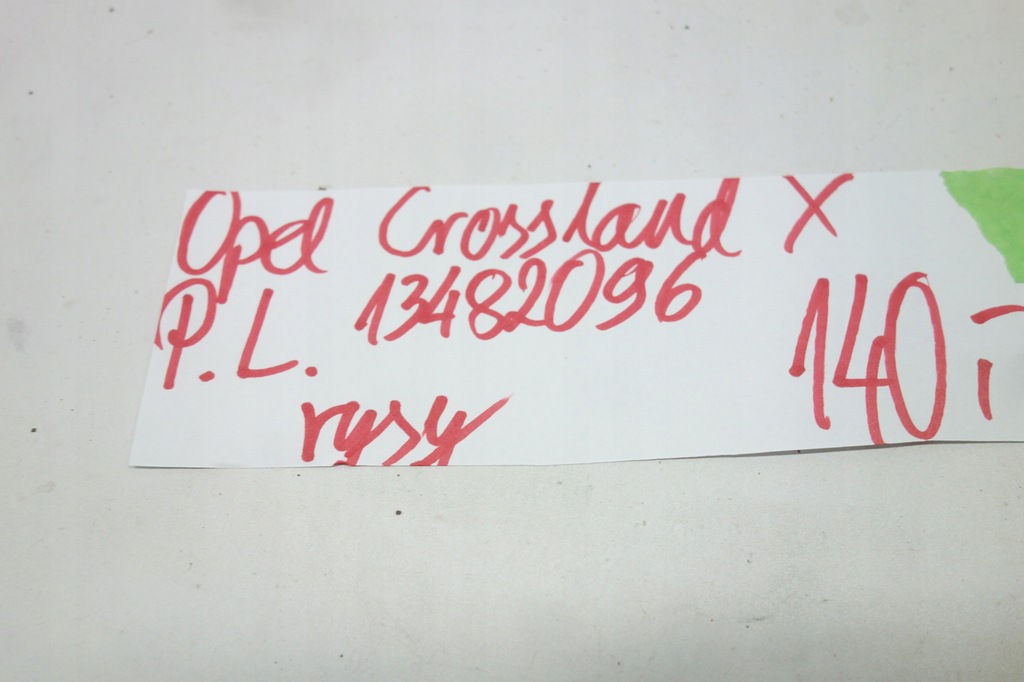 Opel Crossland X
P.L. 13482096
140,-
rysy